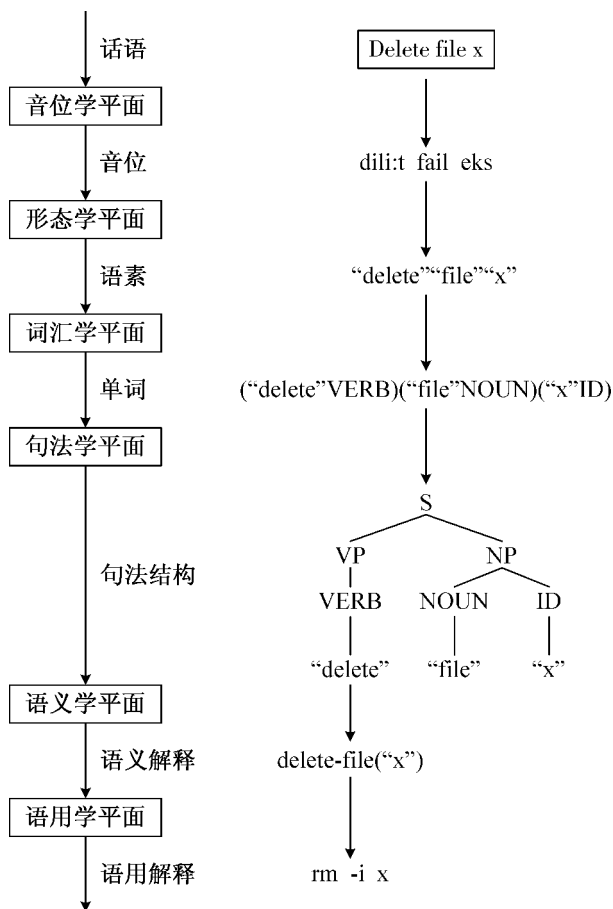 话语
Delete file x
音位学平面
音位
dili:t fail eks
形态学平面
语素
“delete”“file”“x”
词汇学平面
单词
(“delete”VERB)(“file”NOUN)(“x”ID)
句法学平面
S
VP NP
句法结构
VERB NOUN ID
“delete” “file” “x”
语义学平面
语义解释
delete-file(“x”)
语用学平面
语用解释
rm -i x